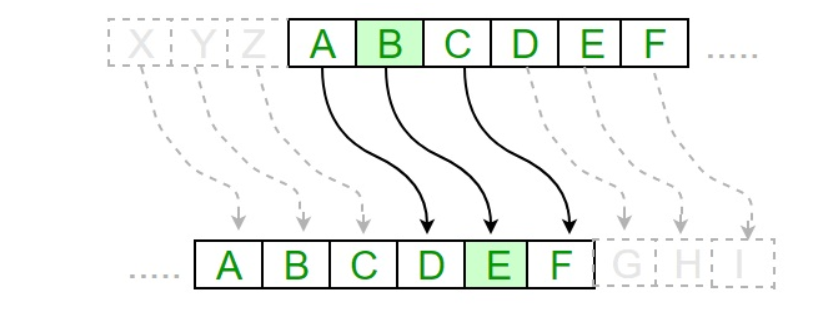 X Y Z A B C D E F .....
..... A B C D E F G H I